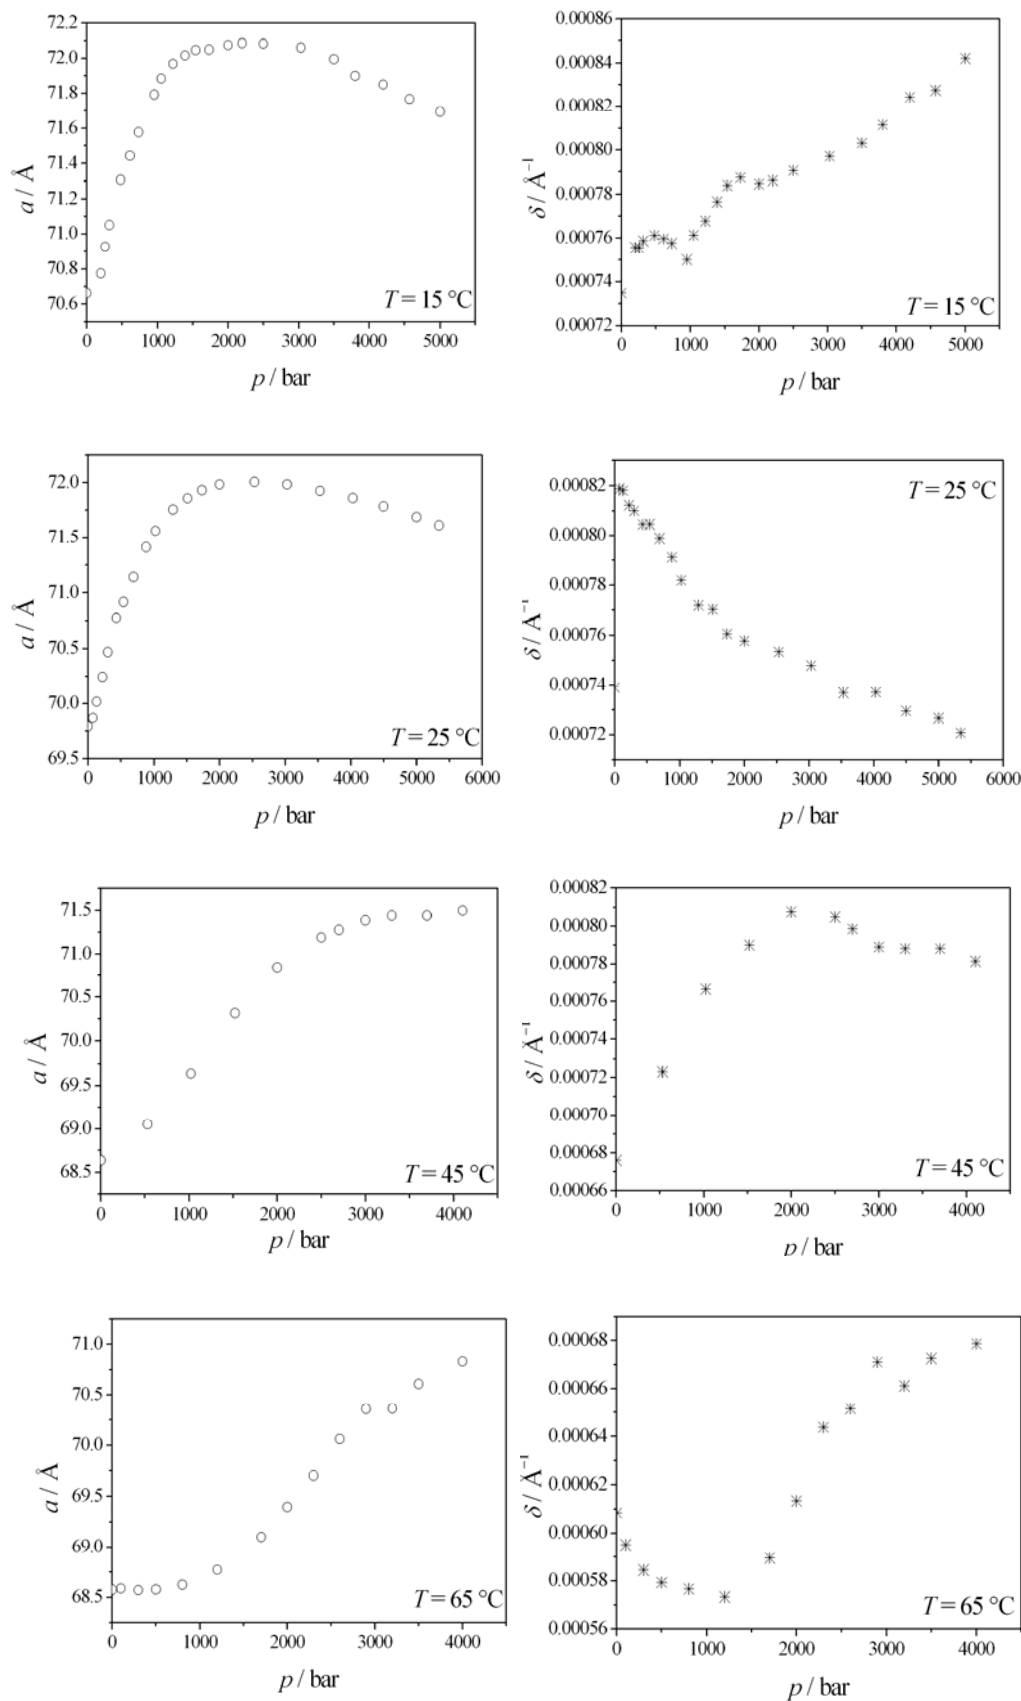 72.2
72.0
71.8
71.6
71.4
71.2
71.0
70.8
70.6
a / Å
0 1000 2000 3000 4000 5000
p / bar
T = 15 °C
0.00086
0.00084
0.00082
0.00080
0.00078
0.00076
0.00074
0.00072
δ / Å⁻¹
0 1000 2000 3000 4000 5000
p / bar
T = 15 °C
72.0
71.5
71.0
70.5
70.0
69.5
a / Å
0 1000 2000 3000 4000 5000 6000
p / bar
T = 25 °C
0.00082
0.00080
0.00078
0.00076
0.00074
0.00072
δ / Å⁻¹
0 1000 2000 3000 4000 5000 6000
p / bar
T = 25 °C
71.5
71.0
70.5
70.0
69.5
69.0
68.5
a / Å
0 1000 2000 3000 4000
p / bar
T = 45 °C
0.00082
0.00080
0.00078
0.00076
0.00074
0.00072
0.00070
0.00068
0.00066
δ / Å⁻¹
0 1000 2000 3000 4000
p / bar
T = 45 °C
71.0
70.5
70.0
69.5
69.0
68.5
a / Å
0 1000 2000 3000 4000
p / bar
T = 65 °C
0.00068
0.00066
0.00064
0.00062
0.00060
0.00058
0.00056
δ / Å⁻¹
0 1000 2000 3000 4000
p / bar
T = 65 °C